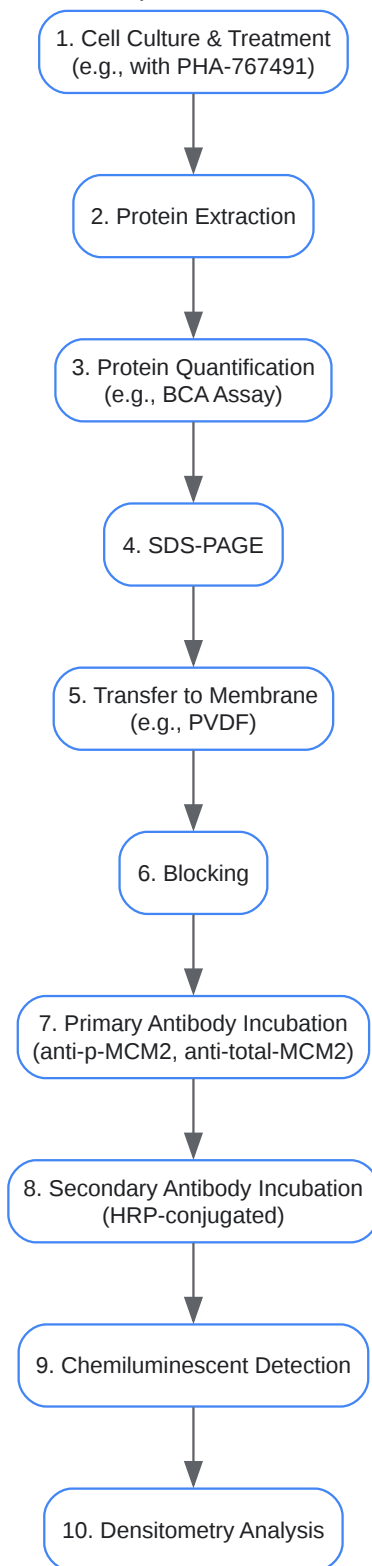 1. Cell Culture & Treatment
(e.g., with PHA-767491)
2. Protein Extraction
3. Protein Quantification
(e.g., BCA Assay)
4. SDS-PAGE
5. Transfer to Membrane
(e.g., PVDF)
6. Blocking
7. Primary Antibody Incubation
(anti-p-MCM2, anti-total-MCM2)
8. Secondary Antibody Incubation
(HRP-conjugated)
9. Chemiluminescent Detection
10. Densitometry Analysis